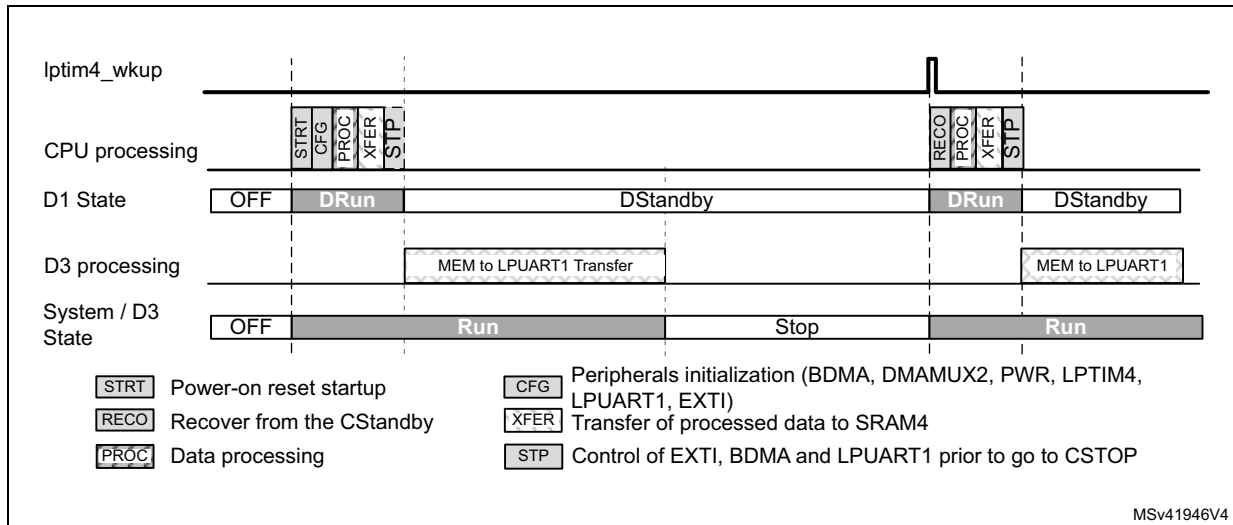 lptim4_wkup
STRT CFG PROC XFER STP RECO PROC XFER STP
CPU processing
D1 State OFF DRun DStandby DRun DStandby
D3 processing MEM to LPUART1 Transfer MEM to LPUART1
System / D3
State OFF Run Stop Run
STRT Power-on reset startup
CFG Peripherals initialization (BDMA, DMAMUX2, PWR, LPTIM4,
LPUART1, EXTI)
RECO Recover from the CStandby
XFER Transfer of processed data to SRAM4
PROC Data processing
STP Control of EXTI, BDMA and LPUART1 prior to go to CSTOP
MSv41946V4